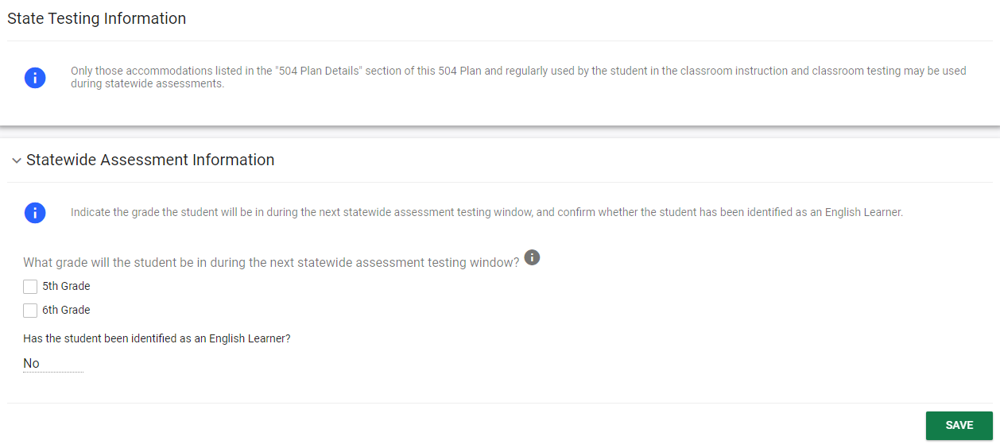 State Testing Information
Only those accommodations listed in the "504 Plan Details" section of this 504 Plan and regularly used by the student in the classroom instruction and classroom testing may be used
during statewide assessments.
Statewide Assessment Information
Indicate the grade the student will be in during the next statewide assessment testing window, and confirm whether the student has been identified as an English Learner.
What grade will the student be in during the next statewide assessment testing window?
5th Grade
6th Grade
Has the student been identified as an English Learner?
No
SAVE